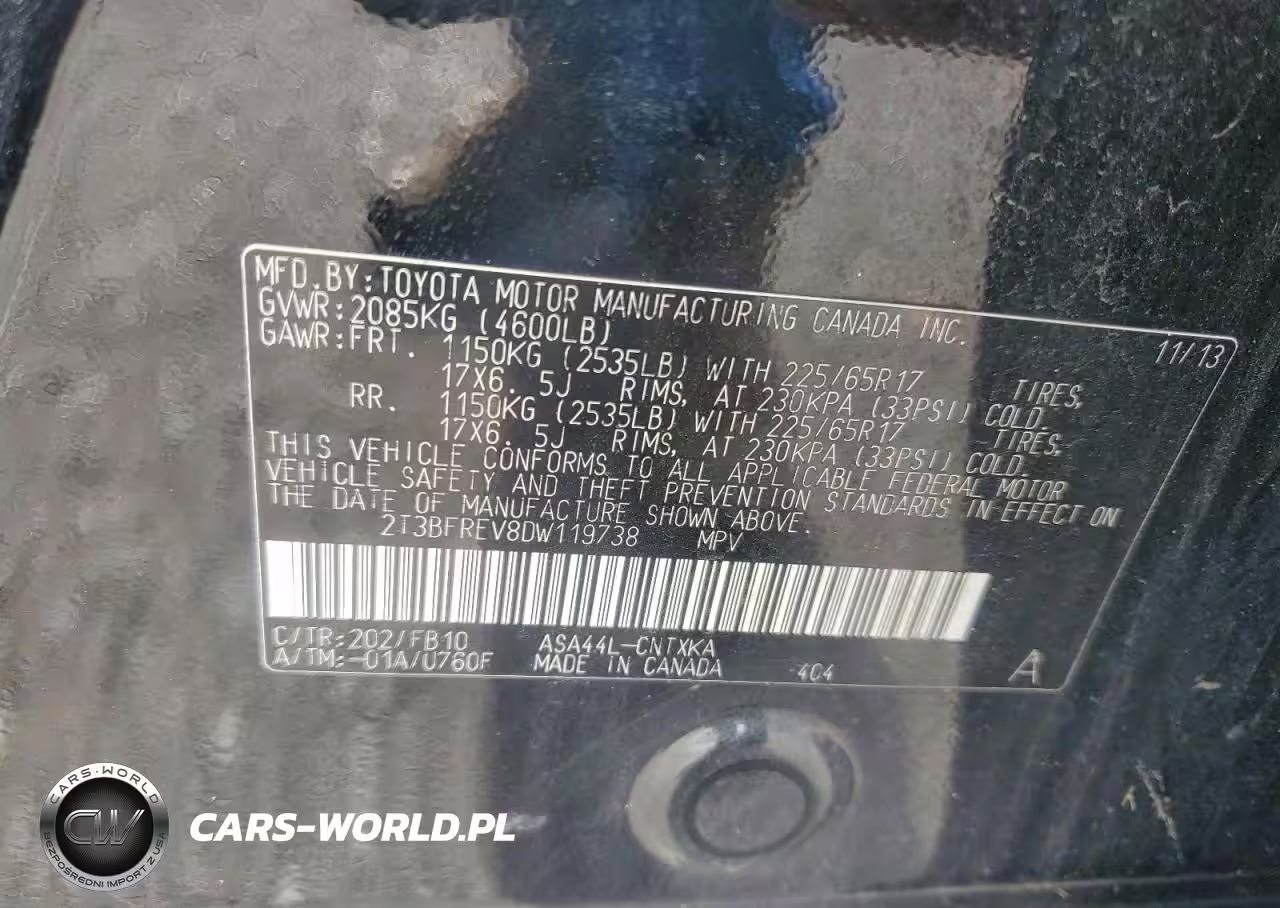 MFD.BY:TOYOTA MOTOR MANUFACTURING CANADA INC.
11/13
GVWR:2085KG (4600LB)
GAWR:FRT. 1150KG (2535LB) WITH 225/65R17 TIRES,
17X6. 5J RIMS, AT 230KPA (33PSI) COLD.
RR. 1150KG (2535LB) WITH 225/65R17 TIRES,
17X6. 5J RIMS, AT 230KPA (33PSI) COLD.
THIS VEHICLE CONFORMS TO ALL APPLICABLE FEDERAL MOTOR
VEHICLE SAFETY AND THEFT PREVENTION STANDARDS IN EFFECT ON
THE DATE OF MANUFACTURE SHOWN ABOVE.
2T3BFREV8DW119738 MPV
C/TR:202/FB10 ASA44L-CNTXKA
A/TM:-01A/U760F MADE IN CANADA 404 A
CARS-WORLD
CW
BEZPOŚREDNI IMPORT Z USA
CARS-WORLD.PL